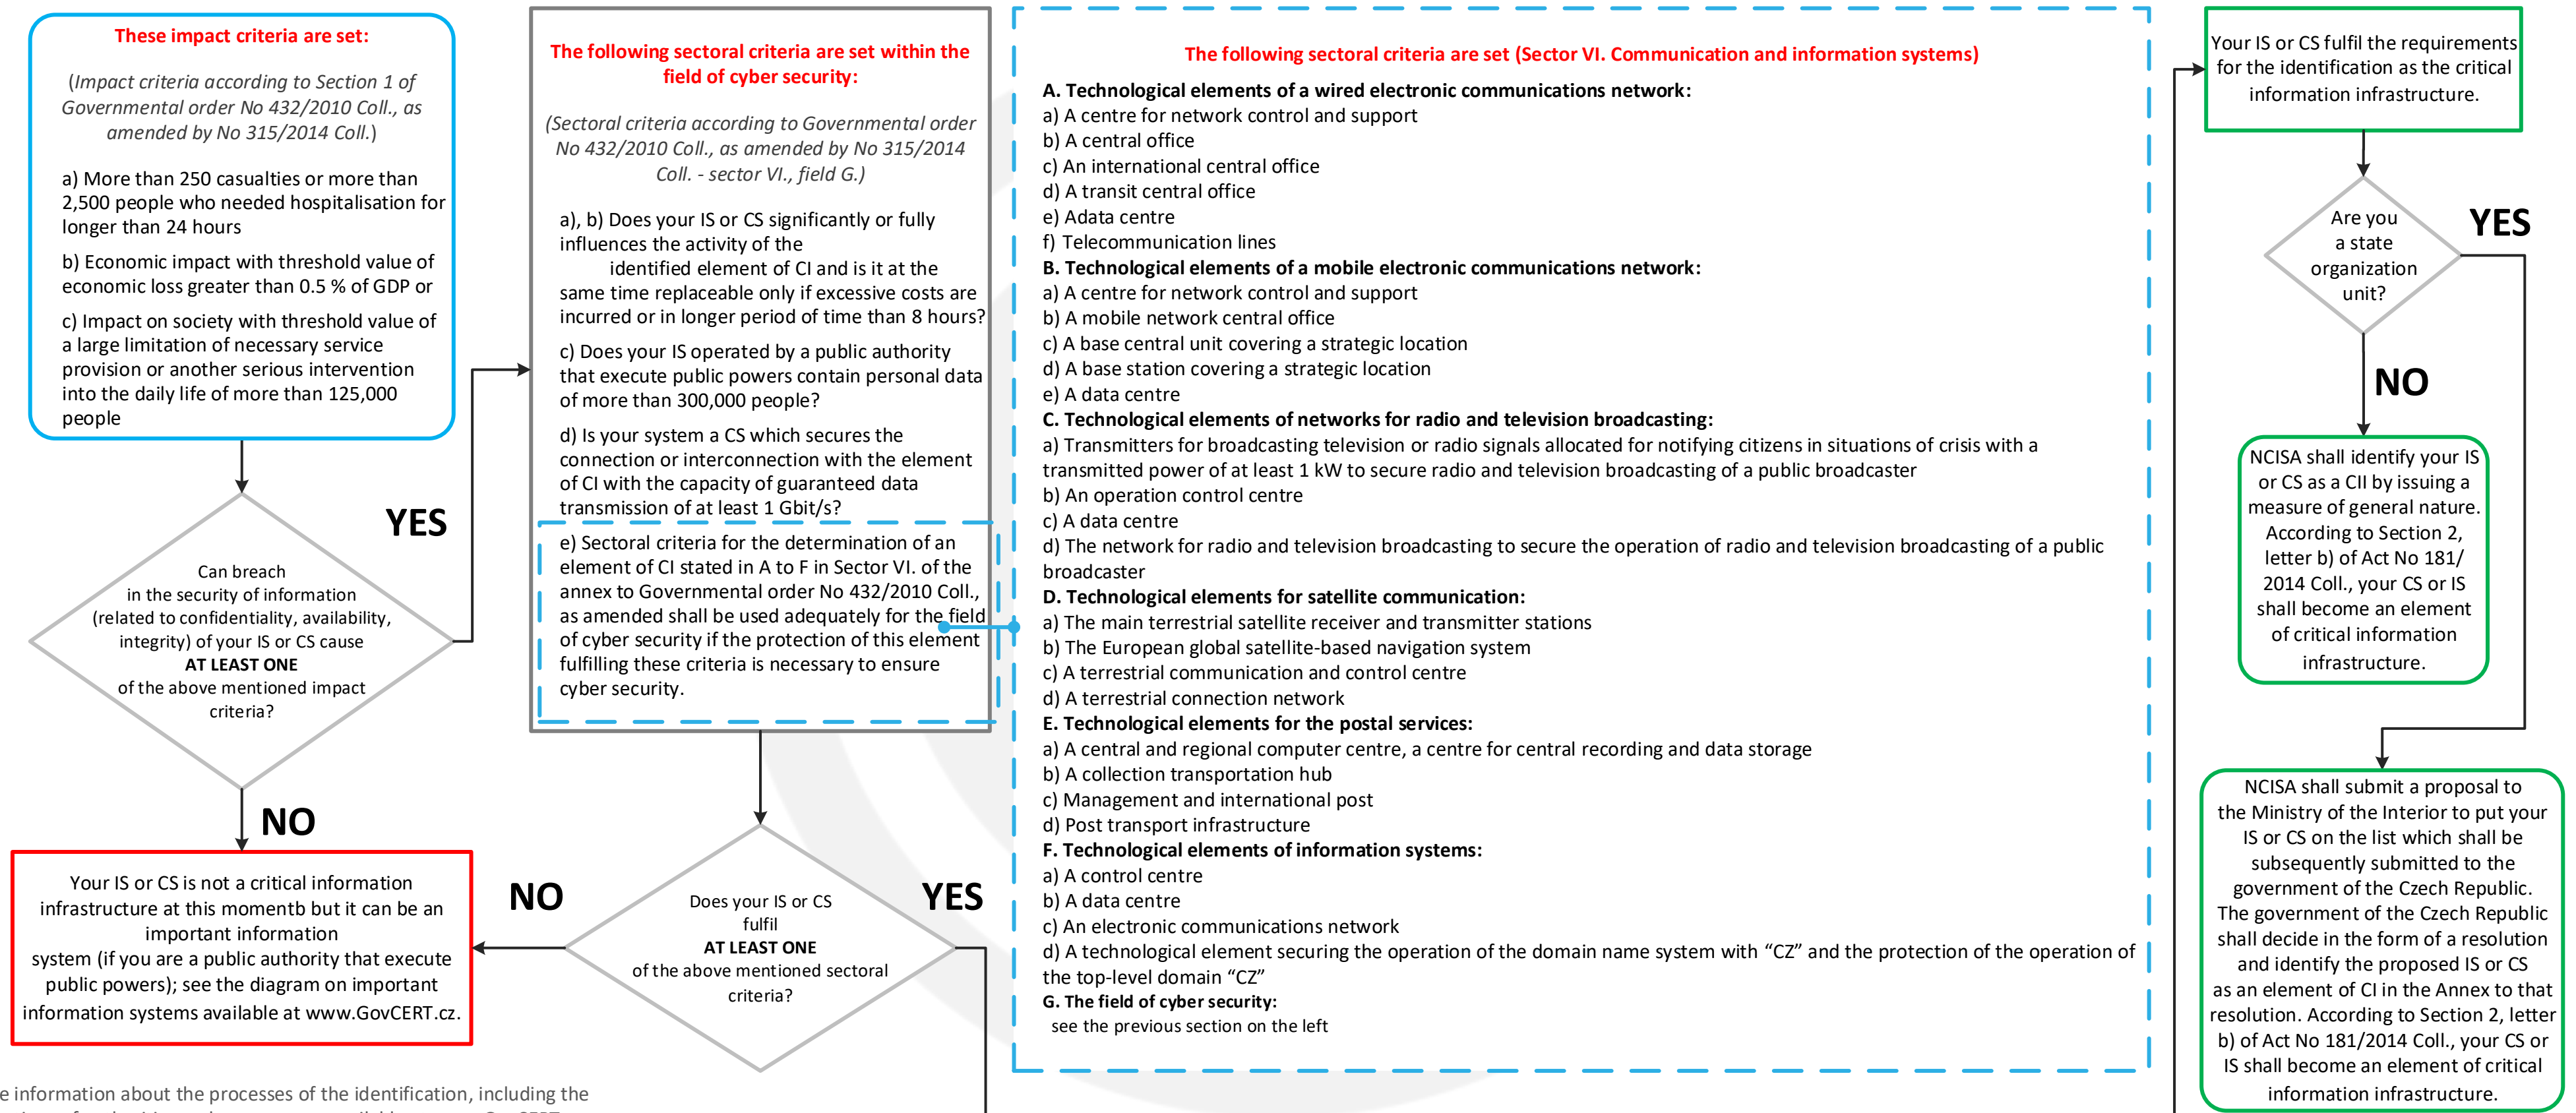 These impact criteria are set:
(Impact criteria according to Section 1 of
Governmental order No 432/2010 Coll., as
amended by No 315/2014 Coll.)
a) More than 250 casualties or more than
2,500 people who needed hospitalisation for
longer than 24 hours
b) Economic impact with threshold value of
economic loss greater than 0.5 % of GDP or
c) Impact on society with threshold value of
a large limitation of necessary service
provision or another serious intervention
into the daily life of more than 125,000
people
YES
Can breach
in the security of information
(related to confidentiality, availability,
integrity) of your IS or CS cause
AT LEAST ONE
of the above mentioned impact
criteria?
NO
Your IS or CS is not a critical information
infrastructure at this momentb but it can be an
important information
system (if you are a public authority that execute
public powers); see the diagram on important
information systems available at www.GovCERT.cz.
The following sectoral criteria are set within the
field of cyber security:
(Sectoral criteria according to Governmental order
No 432/2010 Coll., as amended by No 315/2014
Coll. - sector VI., field G.)
a), b) Does your IS or CS significantly or fully
influences the activity of the
identified element of CI and is it at the
same time replaceable only if excessive costs are
incurred or in longer period of time than 8 hours?
c) Does your IS operated by a public authority
that execute public powers contain personal data
of more than 300,000 people?
d) Is your system a CS which secures the
connection or interconnection with the element
of CI with the capacity of guaranteed data
transmission of at least 1 Gbit/s?
e) Sectoral criteria for the determination of an
element of CI stated in A to F in Sector VI. of the
annex to Governmental order No 432/2010 Coll.,
as amended shall be used adequately for the field
of cyber security if the protection of this element
fulfilling these criteria is necessary to ensure
cyber security.
NO
YES
Does your IS or CS
fulfil
AT LEAST ONE
of the above mentioned sectoral
criteria?
The following sectoral criteria are set (Sector VI. Communication and information systems)
A. Technological elements of a wired electronic communications network:
a) A centre for network control and support
b) A central office
c) An international central office
d) A transit central office
e) Adata centre
f) Telecommunication lines
B. Technological elements of a mobile electronic communications network:
a) A centre for network control and support
b) A mobile network central office
c) A base central unit covering a strategic location
d) A base station covering a strategic location
e) A data centre
C. Technological elements of networks for radio and television broadcasting:
a) Transmitters for broadcasting television or radio signals allocated for notifying citizens in situations of crisis with a
transmitted power of at least 1 kW to secure radio and television broadcasting of a public broadcaster
b) An operation control centre
c) A data centre
d) The network for radio and television broadcasting to secure the operation of radio and television broadcasting of a public
broadcaster
D. Technological elements for satellite communication:
a) The main terrestrial satellite receiver and transmitter stations
b) The European global satellite-based navigation system
c) A terrestrial communication and control centre
d) A terrestrial connection network
E. Technological elements for the postal services:
a) A central and regional computer centre, a centre for central recording and data storage
b) A collection transportation hub
c) Management and international post
d) Post transport infrastructure
F. Technological elements of information systems:
a) A control centre
b) A data centre
c) An electronic communications network
d) A technological element securing the operation of the domain name system with “CZ” and the protection of the operation of
the top-level domain “CZ”
G. The field of cyber security:
see the previous section on the left
Your IS or CS fulfil the requirements
for the identification as the critical
information infrastructure.
Are you
a state
organization
unit?
YES
NO
NCISA shall identify your IS
or CS as a CII by issuing a
measure of general nature.
According to Section 2,
letter b) of Act No 181/
2014 Coll., your CS or IS
shall become an element
of critical information
infrastructure.
NCISA shall submit a proposal to
the Ministry of the Interior to put your
IS or CS on the list which shall be
subsequently submitted to the
government of the Czech Republic.
The government of the Czech Republic
shall decide in the form of a resolution
and identify the proposed IS or CS
as an element of CI in the Annex to that
resolution. According to Section 2, letter
b) of Act No 181/2014 Coll., your CS or
IS shall become an element of critical
information infrastructure.
information about the processes of the identification, including the